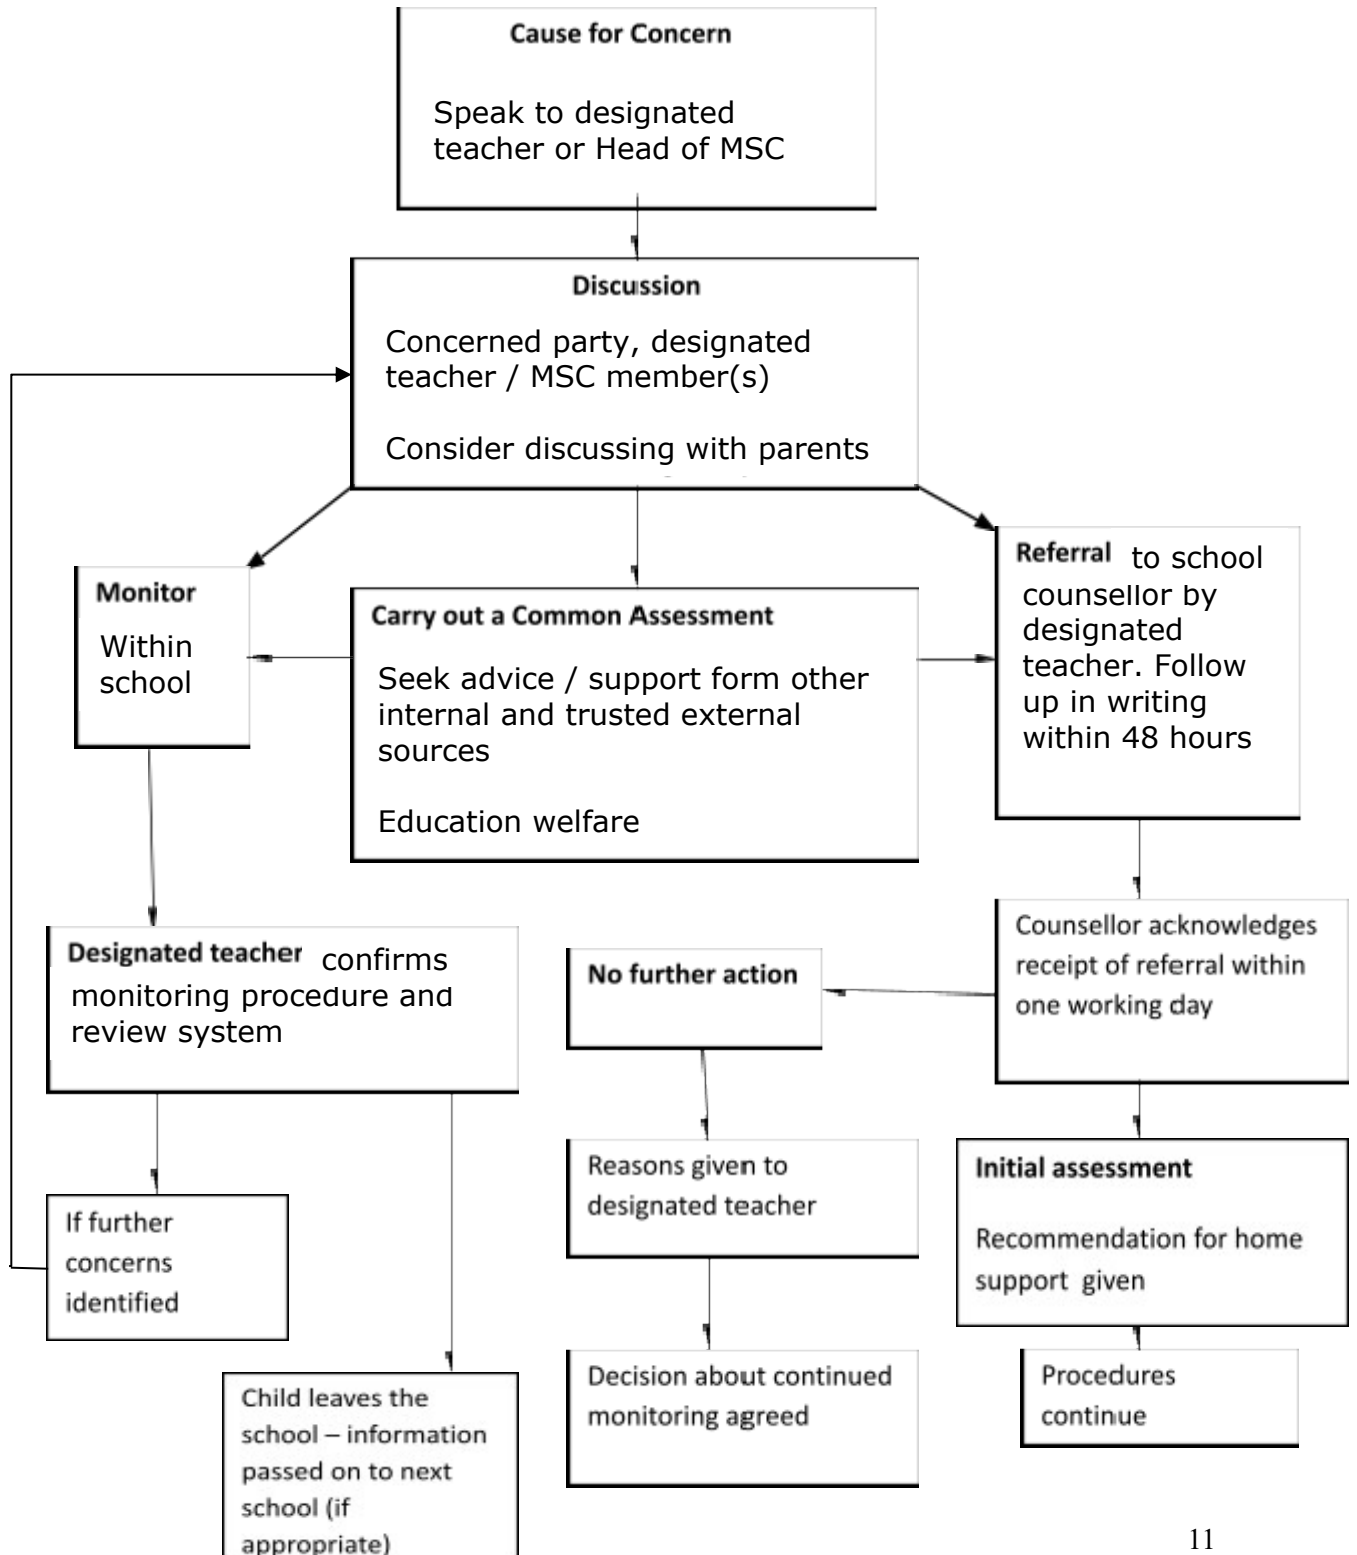 Cause for Concern
Speak to designated
teacher or Head of MSC
Discussion
Concerned party, designated
teacher / MSC member(s)
Consider discussing with parents
Monitor
Within
school
Carry out a Common Assessment
Seek advice / support form other
internal and trusted external
sources
Education welfare
Referral to school
counsellor by
designated
teacher. Follow
up in writing
within 48 hours
Designated teacher confirms
monitoring procedure and
review system
No further action
Counsellor acknowledges
receipt of referral within
one working day
If further
concerns
identified
Reasons given to
designated teacher
Initial assessment
Recommendation for home
support given
Child leaves the
school – information
passed on to next
school (if
appropriate)
Decision about continued
monitoring agreed
Procedures
continue
11